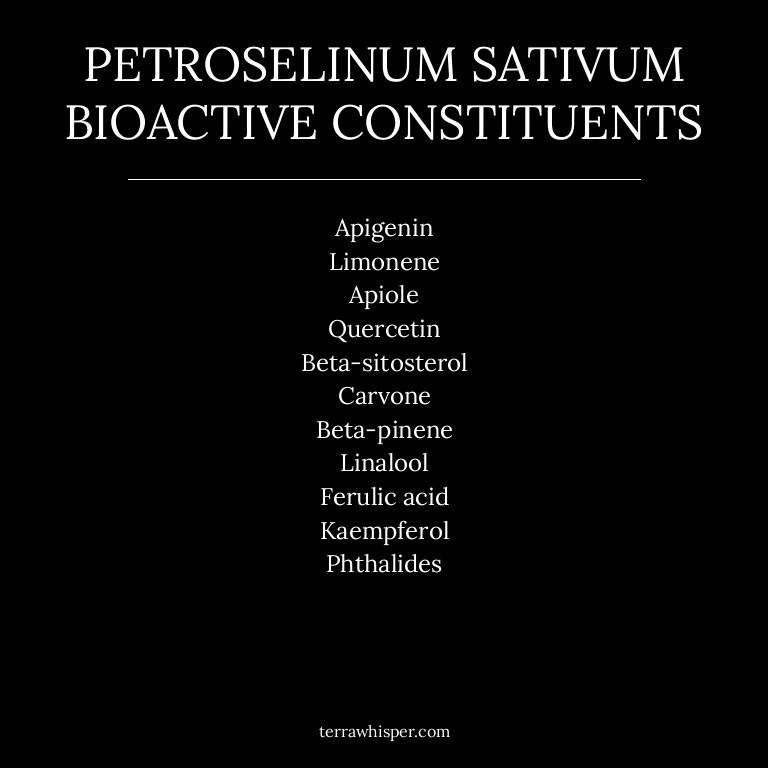 PETROSELINUM SATIVUM
BIOACTIVE CONSTITUENTS
Apigenin
Limonene
Apiole
Quercetin
Beta-sitosterol
Carvone
Beta-pinene
Linalool
Ferulic acid
Kaempferol
Phthalides
terrawhisper.com